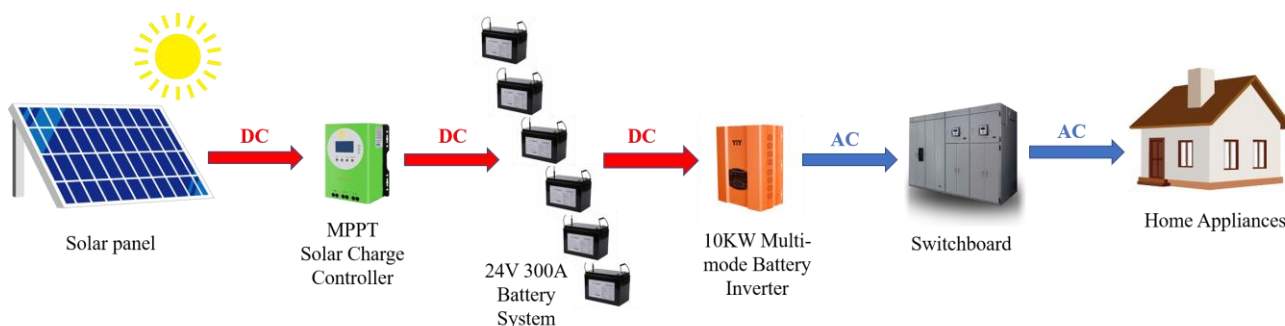 DC
DC
DC
AC
AC
YIY
Solar panel
MPPT
Solar Charge
Controller
24V 300A
Battery
System
10KW Multi-
mode Battery
Inverter
Switchboard
Home Appliances